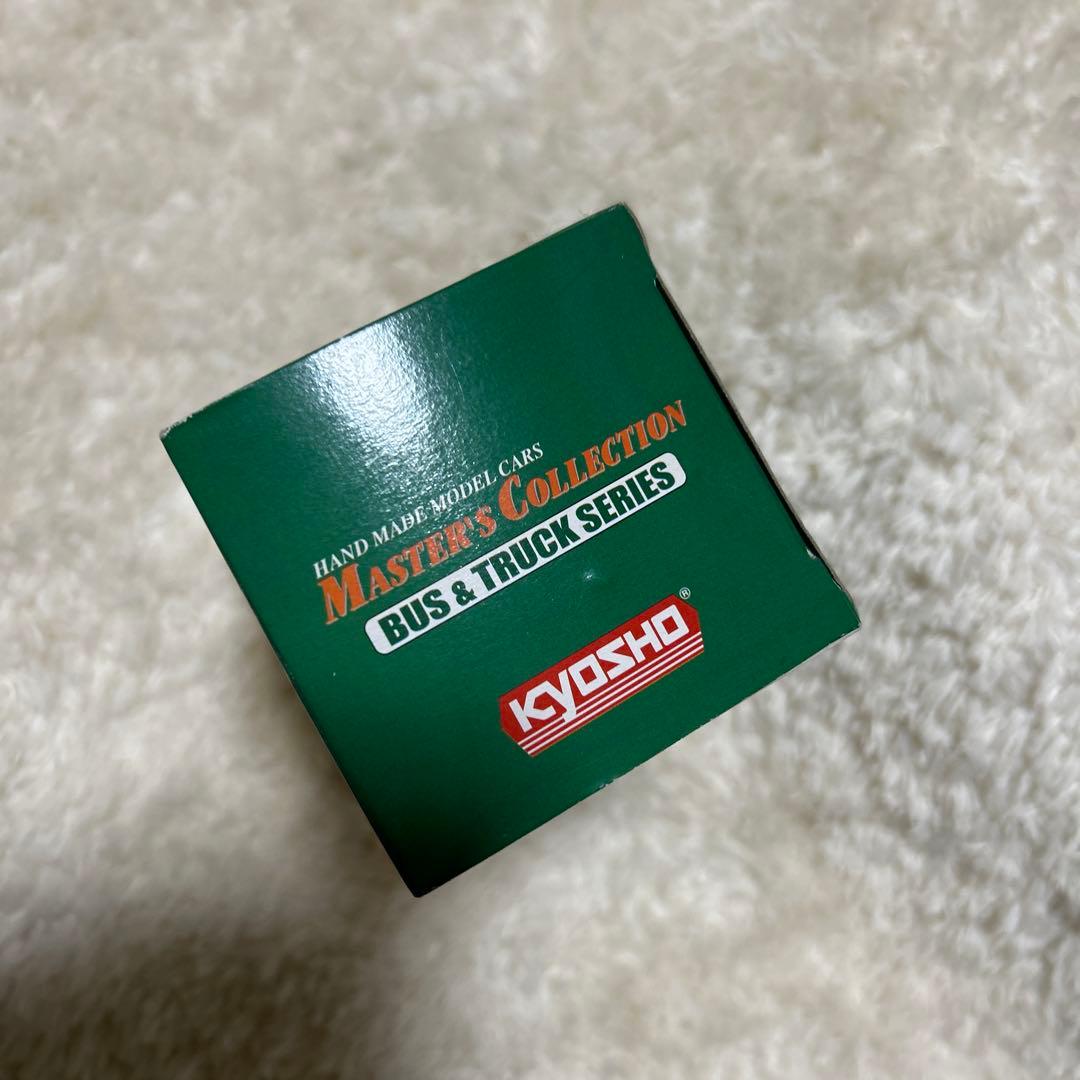 HAND MADE MODEL CARS
MASTER'S COLLECTION
BUS & TRUCK SERIES
KYOSHO®